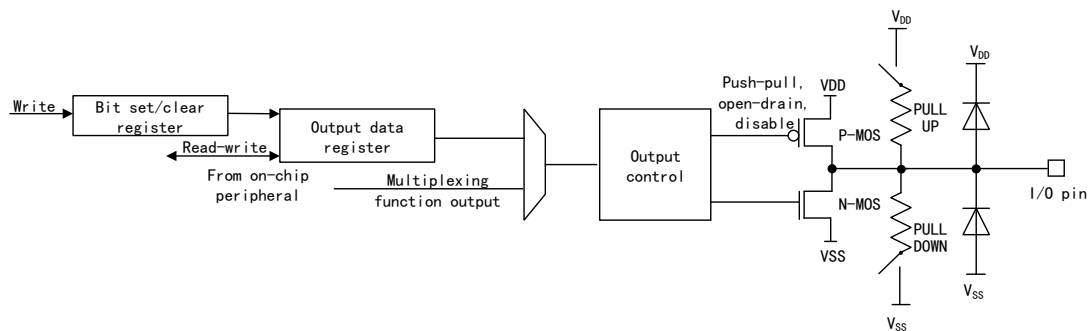 Write
Bit set/clear
register
Read-write
From on-chip
peripheral
Output data
register
Multiplexing
function output
Output
control
Push-pull,
open-drain,
disable
VDD
P-MOS
N-MOS
VSS
VDD
PULL
UP
PULL
DOWN
VSS
VDD
VSS
I/O pin